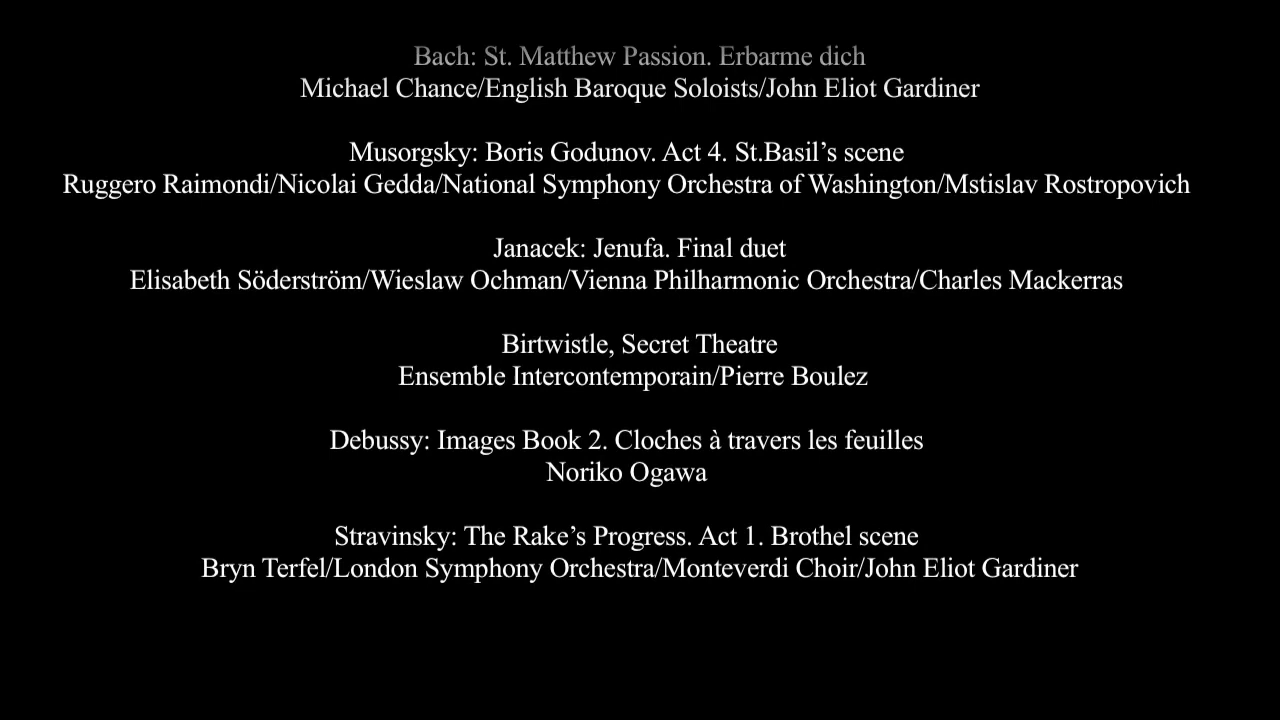 Bach: St. Matthew Passion. Erbarme dich
Michael Chance/English Baroque Soloists/John Eliot Gardiner
Musorgsky: Boris Godunov. Act 4. St.Basil’s scene
Ruggero Raimondi/Nicolai Gedda/National Symphony Orchestra of Washington/Mstislav Rostropovich
Janacek: Jenufa. Final duet
Elisabeth Söderström/Wieslaw Ochman/Vienna Philharmonic Orchestra/Charles Mackerras
Birtwistle, Secret Theatre
Ensemble Intercontemporain/Pierre Boulez
Debussy: Images Book 2. Cloches à travers les feuilles
Noriko Ogawa
Stravinsky: The Rake’s Progress. Act 1. Brothel scene
Bryn Terfel/London Symphony Orchestra/Monteverdi Choir/John Eliot Gardiner